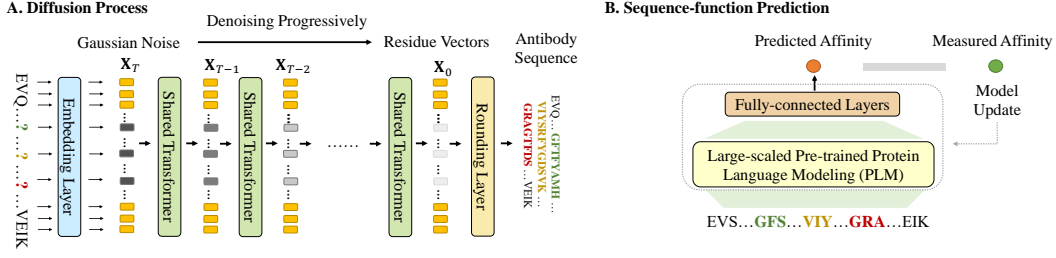 A. Diffusion Process
Denoising Progressively
Gaussian Noise
Residue Vectors
Antibody
Sequence
X_T
X_{T−1}
X_{T−2}
X_0
EVQ...?...?...?...VEIK
Embedding Layer
Shared Transformer
Shared Transformer
......
Shared Transformer
Rounding Layer
EVQ...GFTFYAMH...
VIYSRFYGDSVK...
GRAGTFDS...VEIK
B. Sequence-function Prediction
Predicted Affinity
Measured Affinity
Fully-connected Layers
Model
Update
Large-scaled Pre-trained Protein
Language Modeling (PLM)
EVS...GFS...VIY...GRA...EIK